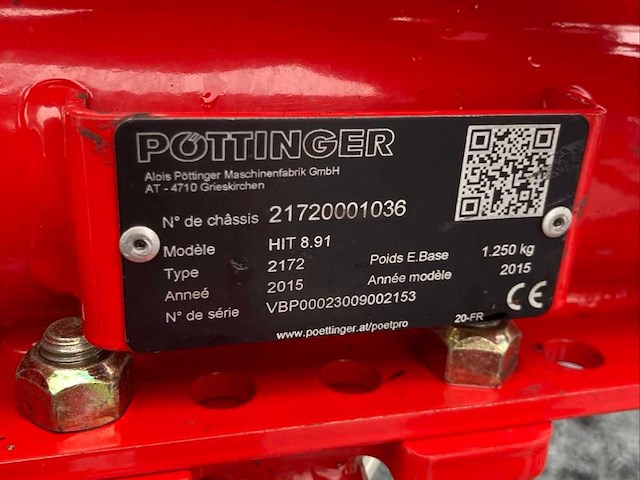 PÖTTINGER
Alois Pöttinger Maschinenfabrik GmbH
AT - 4710 Grieskirchen
N° de châssis 21720001036
Modèle HIT 8.91
Type 2172 Poids E.Base 1.250 kg
Anneé 2015 Année modèle 2015
N° de série VBP00023009002153
CE
www.poettinger.at/poetpro
20-FR